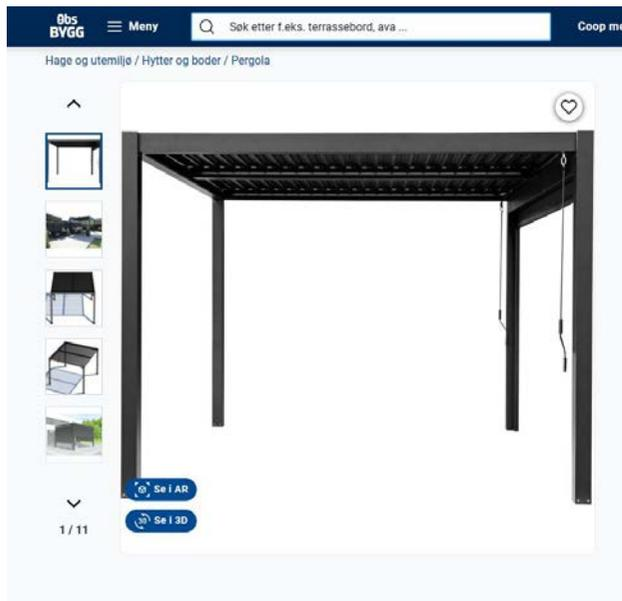 Obs
BYGG
Meny
Søk etter f.eks. terrassebord, ava ...
Coop me
Hage og utemiljø / Hytter og boder / Pergola
Se i AR
3D
Se i 3D
1 / 11